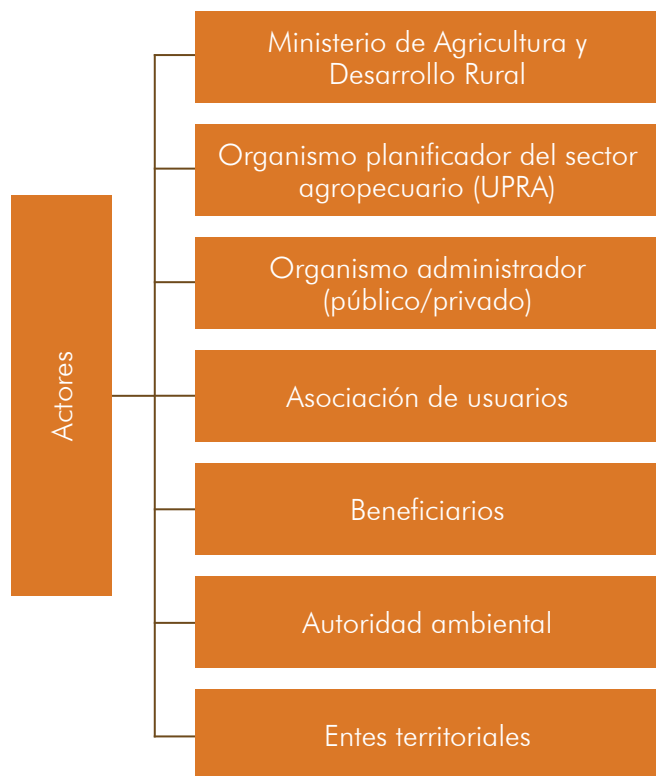 Actores
Ministerio de Agricultura y
Desarrollo Rural
Organismo planificador del sector
agropecuario (UPRA)
Organismo administrador
(público/privado)
Asociación de usuarios
Beneficiarios
Autoridad ambiental
Entes territoriales